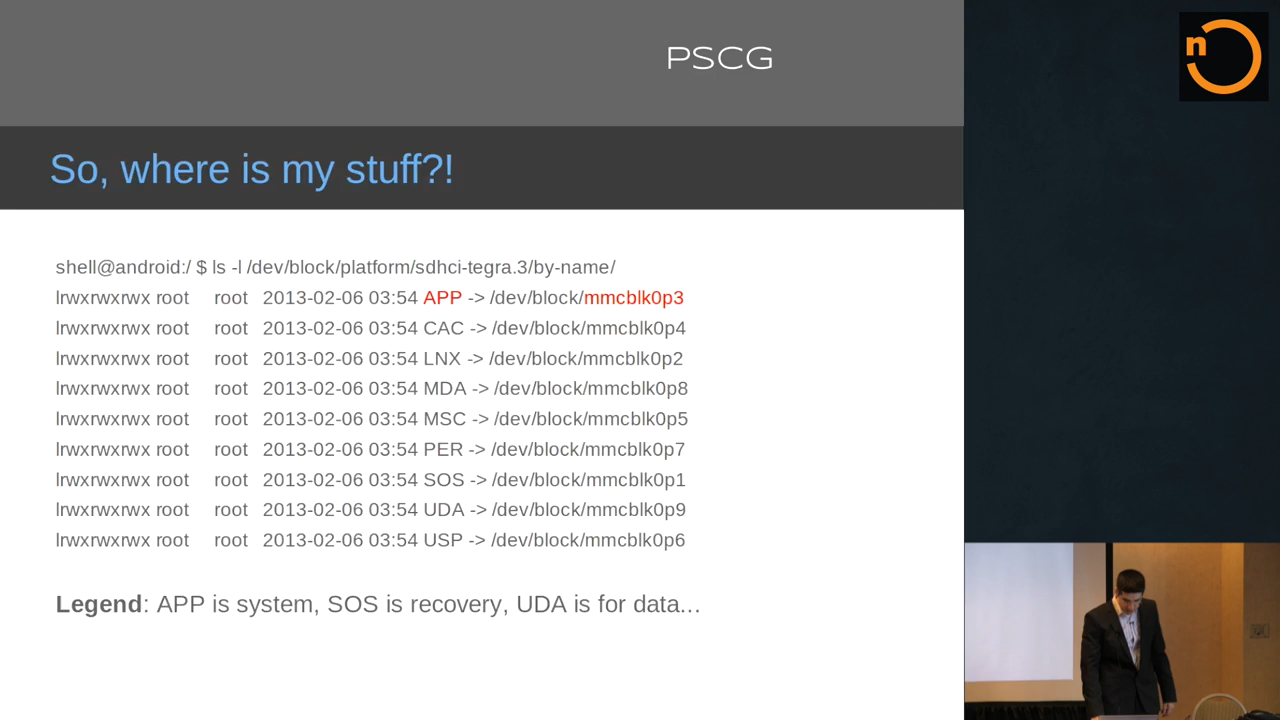 PSCG
n
So, where is my stuff?!
shell@android:/ $ ls -l /dev/block/platform/sdhci-tegra.3/by-name/
lrwxrwxrwx root root 2013-02-06 03:54 APP -> /dev/block/mmcblk0p3
lrwxrwxrwx root root 2013-02-06 03:54 CAC -> /dev/block/mmcblk0p4
lrwxrwxrwx root root 2013-02-06 03:54 LNX -> /dev/block/mmcblk0p2
lrwxrwxrwx root root 2013-02-06 03:54 MDA -> /dev/block/mmcblk0p8
lrwxrwxrwx root root 2013-02-06 03:54 MSC -> /dev/block/mmcblk0p5
lrwxrwxrwx root root 2013-02-06 03:54 PER -> /dev/block/mmcblk0p7
lrwxrwxrwx root root 2013-02-06 03:54 SOS -> /dev/block/mmcblk0p1
lrwxrwxrwx root root 2013-02-06 03:54 UDA -> /dev/block/mmcblk0p9
lrwxrwxrwx root root 2013-02-06 03:54 USP -> /dev/block/mmcblk0p6
Legend: APP is system, SOS is recovery, UDA is for data...